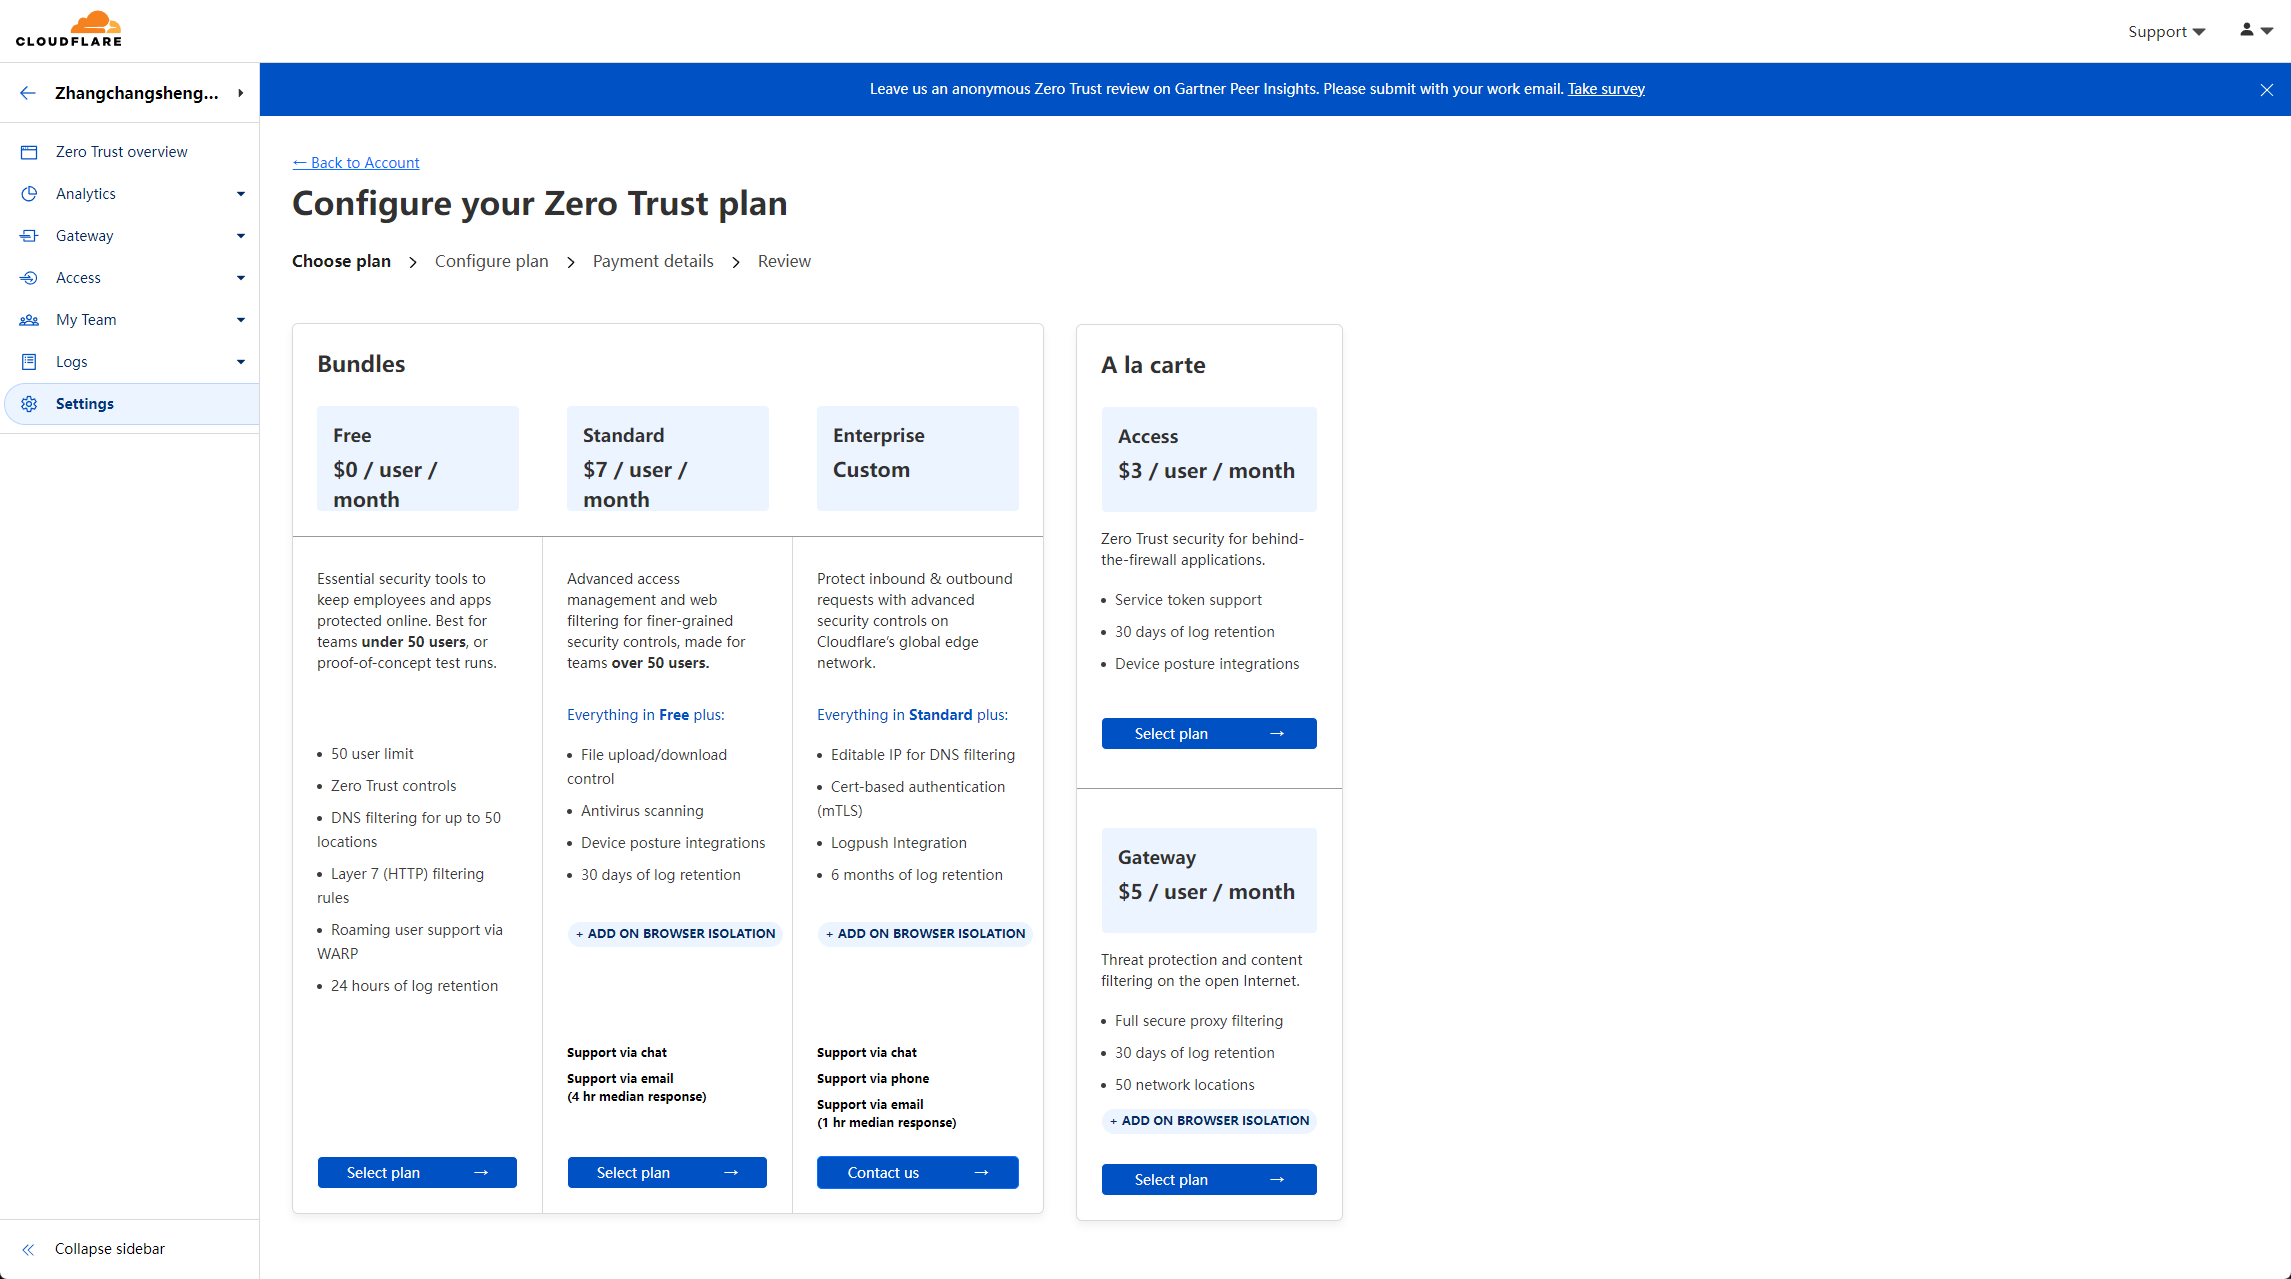 CLOUDFLARE
Support
Zhangchangsheng...
Leave us an anonymous Zero Trust review on Gartner Peer Insights. Please submit with your work email. Take survey
Zero Trust overview
Analytics
Gateway
Access
My Team
Logs
Settings
Collapse sidebar
← Back to Account
Configure your Zero Trust plan
Choose plan > Configure plan > Payment details > Review
Bundles
Free
$0 / user /
month
Essential security tools to
keep employees and apps
protected online. Best for
teams under 50 users, or
proof-of-concept test runs.
• 50 user limit
• Zero Trust controls
• DNS filtering for up to 50
locations
• Layer 7 (HTTP) filtering
rules
• Roaming user support via
WARP
• 24 hours of log retention
Select plan →
Standard
$7 / user /
month
Advanced access
management and web
filtering for finer-grained
security controls, made for
teams over 50 users.
Everything in Free plus:
• File upload/download
control
• Antivirus scanning
• Device posture integrations
• 30 days of log retention
+ ADD ON BROWSER ISOLATION
Support via chat
Support via email
(4 hr median response)
Select plan →
Enterprise
Custom
Protect inbound & outbound
requests with advanced
security controls on
Cloudflare’s global edge
network.
Everything in Standard plus:
• Editable IP for DNS filtering
• Cert-based authentication
(mTLS)
• Logpush Integration
• 6 months of log retention
+ ADD ON BROWSER ISOLATION
Support via chat
Support via phone
Support via email
(1 hr median response)
Contact us →
A la carte
Access
$3 / user / month
Zero Trust security for behind-
the-firewall applications.
• Service token support
• 30 days of log retention
• Device posture integrations
Select plan →
Gateway
$5 / user / month
Threat protection and content
filtering on the open Internet.
• Full secure proxy filtering
• 30 days of log retention
• 50 network locations
+ ADD ON BROWSER ISOLATION
Select plan →